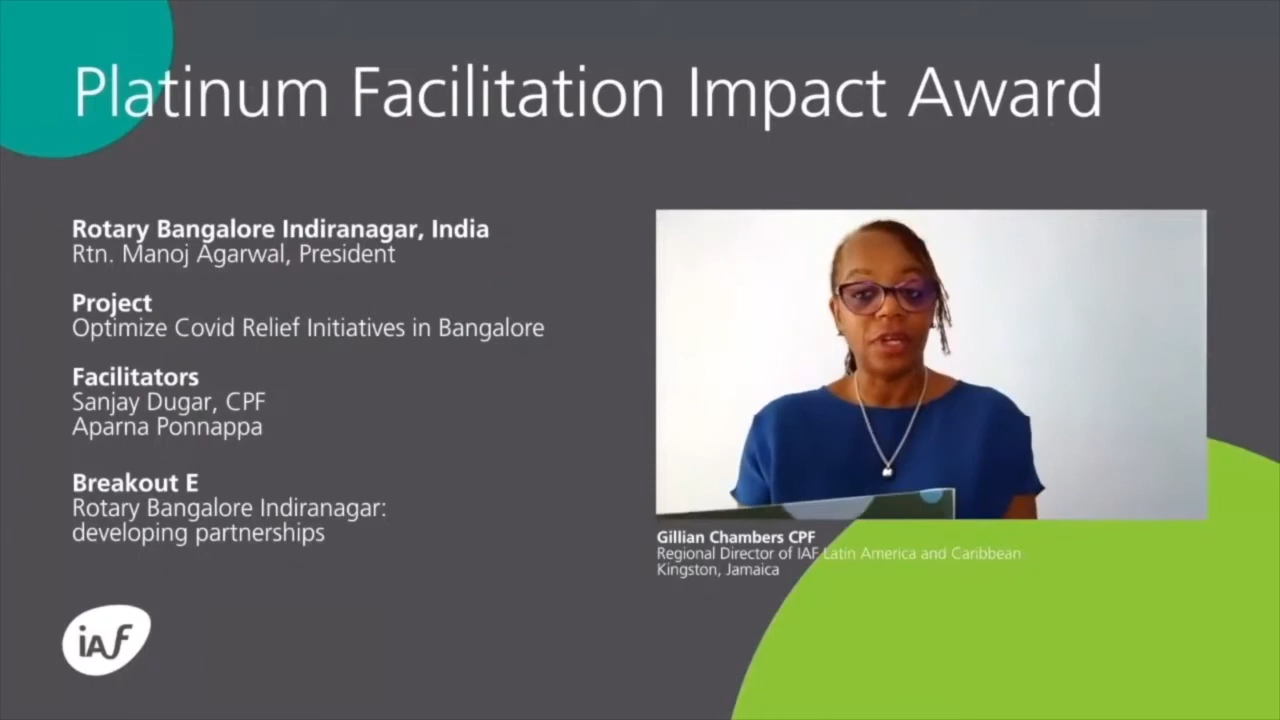 Platinum Facilitation Impact Award
Rotary Bangalore Indiranagar, India
Rtn. Manoj Agarwal, President
Project
Optimize Covid Relief Initiatives in Bangalore
Facilitators
Sanjay Dugar, CPF
Aparna Ponnappa
Breakout E
Rotary Bangalore Indiranagar:
developing partnerships
Gillian Chambers CPF
Regional Director of IAF Latin America and Caribbean
Kingston, Jamaica
iAF